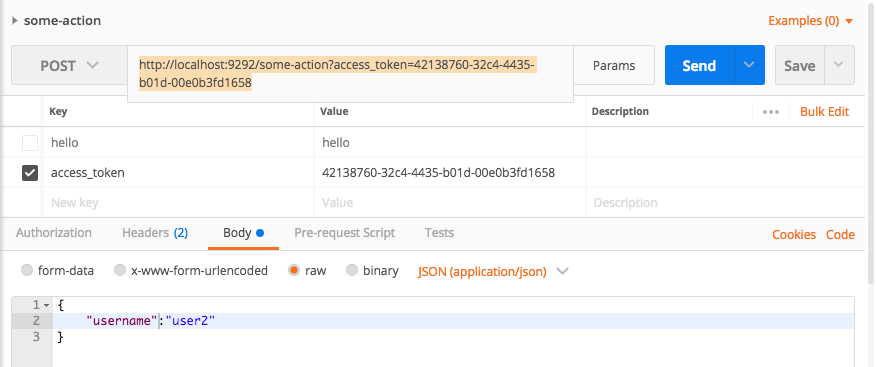 some-action
Examples (0)
POST
http://localhost:9292/some-action?access_token=42138760-32c4-4435-
b01d-00e0b3fd1658
Params
Send
Save
Key Value Description ••• Bulk Edit
hello hello
access_token 42138760-32c4-4435-b01d-00e0b3fd1658
New key Value Description
Authorization Headers (2) Body Pre-request Script Tests Cookies Code
form-data x-www-form-urlencoded raw binary JSON (application/json)
1 {
2 "username":"user2"
3 }